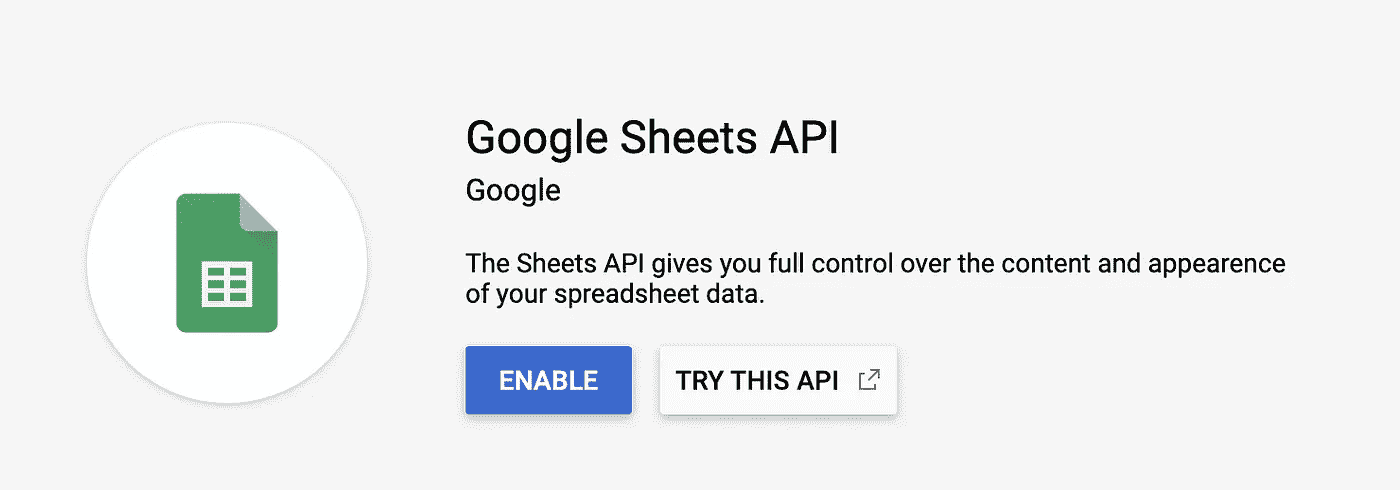 Google Sheets API
Google
The Sheets API gives you full control over the content and appearence
of your spreadsheet data.
ENABLE
TRY THIS API